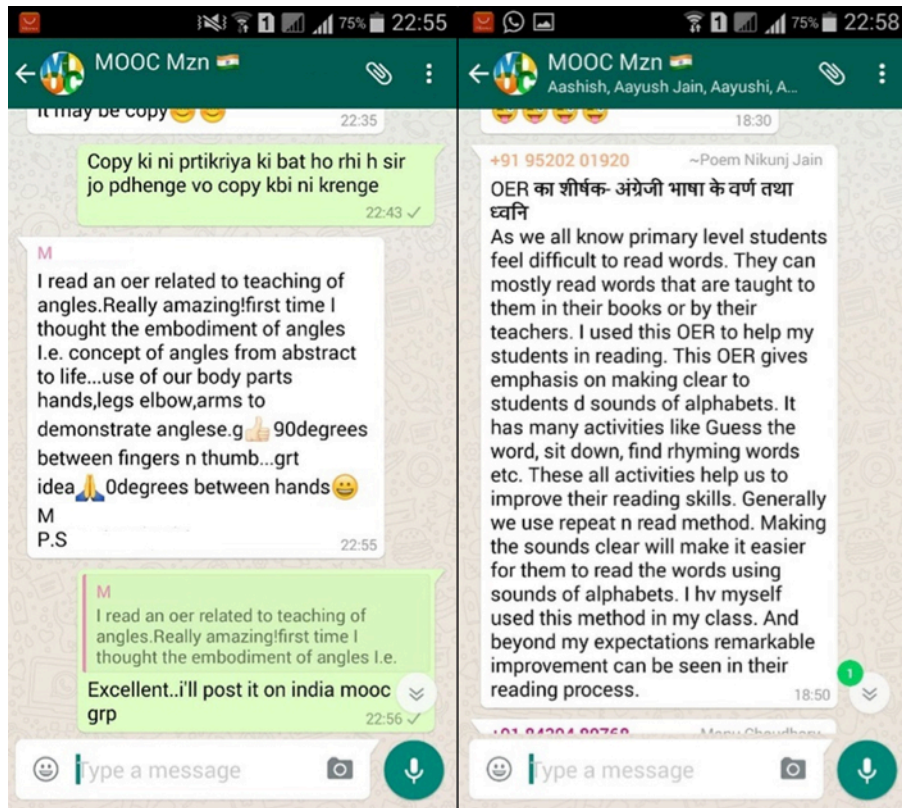 75% 22:55
MOOC Mzn
It may be copy
22:35
Copy ki ni prtikriya ki bat ho rhi h sir
jo pdhenge vo copy kbi ni krenge
22:43
M
I read an oer related to teaching of
angles.Really amazing!first time I
thought the embodiment of angles
I.e. concept of angles from abstract
to life...use of our body parts
hands,legs elbow,arms to
demonstrate anglese.g👍90degrees
between fingers n thumb...grt
idea🙏0degrees between hands😀
M
P.S
22:55
M
I read an oer related to teaching of
angles.Really amazing!first time I
thought the embodiment of angles I.e.
Excellent..i'll post it on india mooc
grp
22:56
Type a message
1 75% 22:58
MOOC Mzn
Aashish, Aayush Jain, Aayushi, A...
18:30
+91 95202 01920 ~Poem Nikunj Jain
OER का शीर्षक- अंग्रेजी भाषा के वर्ण तथा
ध्वनि
As we all know primary level students
feel difficult to read words. They can
mostly read words that are taught to
them in their books or by their
teachers. I used this OER to help my
students in reading. This OER gives
emphasis on making clear to
students d sounds of alphabets. It
has many activities like Guess the
word, sit down, find rhyming words
etc. These all activities help us to
improve their reading skills. Generally
we use repeat n read method. Making
the sounds clear will make it easier
for them to read the words using
sounds of alphabets. I hv myself
used this method in my class. And
beyond my expectations remarkable
improvement can be seen in their
reading process.
18:50
1
Type a message